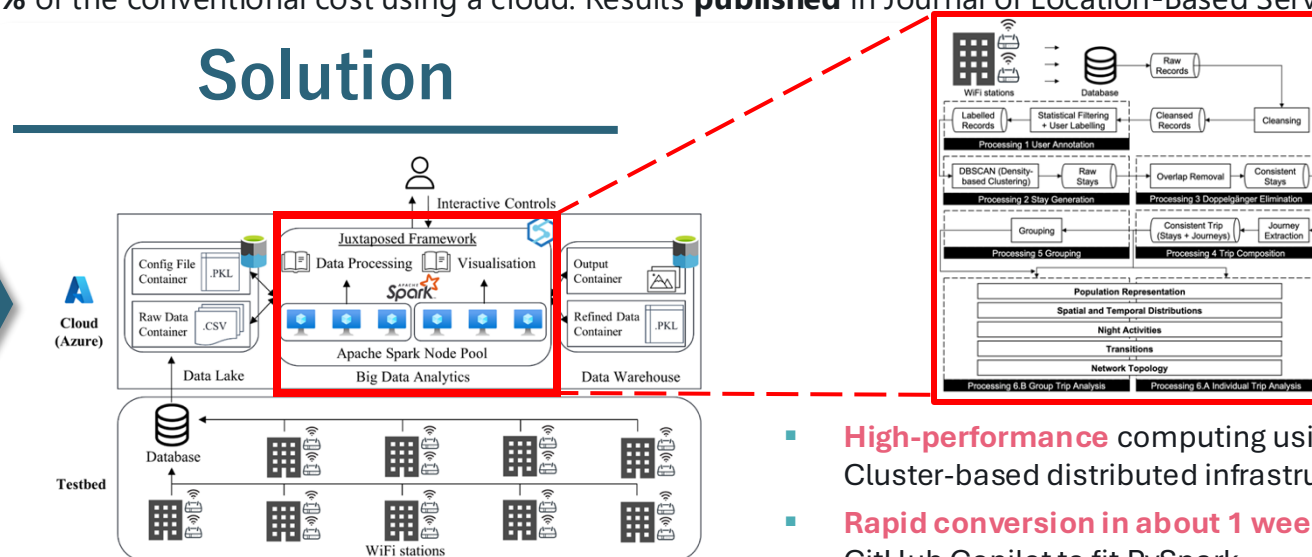 % of the conventional cost using a cloud. Results published in Journal of Location-Based Serv
Solution
Interactive Controls
Juxtaposed Framework
Data Processing
Visualisation
APACHE
Spark
Apache Spark Node Pool
Big Data Analytics
Config File
Container
.PKL
Raw Data
Container
.CSV
Data Lake
Output
Container
Refined Data
Container
.PKL
Data Warehouse
Cloud
(Azure)
Database
Testbed
WiFi stations
WiFi stations
Database
Raw
Records
Labelled
Records
Statistical Filtering
+ User Labelling
Cleansed
Records
Cleansing
Processing 1 User Annotation
DBSCAN (Density-
based Clustering)
Raw
Stays
Overlap Removal
Consistent
Stays
Processing 2 Stay Generation
Processing 3 Doppelgänger Elimination
Grouping
Consistent Trip
(Stays + Journeys)
Journey
Extraction
Processing 5 Grouping
Processing 4 Trip Composition
Population Representation
Spatial and Temporal Distributions
Night Activities
Transitions
Network Topology
Processing 6.B Group Trip Analysis
Processing 6.A Individual Trip Analysis
▪ High-performance computing usi
Cluster-based distributed infrastru
▪ Rapid conversion in about 1 wee
GitHub Copilot to fit PySpark